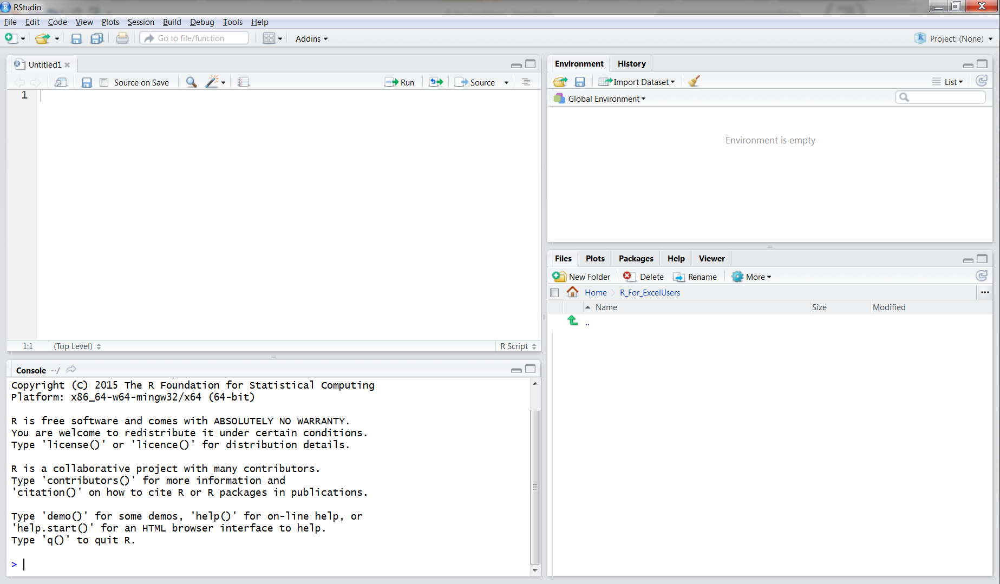 RStudio
File Edit Code View Plots Session Build Debug Tools Help
Go to file/function Addins Project: (None)
Untitled1
Source on Save Run Source
1
1:1 (Top Level) R Script
Console ~/
Copyright (C) 2015 The R Foundation for Statistical Computing
Platform: x86_64-w64-mingw32/x64 (64-bit)
R is free software and comes with ABSOLUTELY NO WARRANTY.
You are welcome to redistribute it under certain conditions.
Type 'license()' or 'licence()' for distribution details.
R is a collaborative project with many contributors.
Type 'contributors()' for more information and
'citation()' on how to cite R or R packages in publications.
Type 'demo()' for some demos, 'help()' for on-line help, or
'help.start()' for an HTML browser interface to help.
Type 'q()' to quit R.
>
Environment History
Import Dataset List
Global Environment
Environment is empty
Files Plots Packages Help Viewer
New Folder Delete Rename More
Home R_For_ExcelUsers ...
Name Size Modified
..